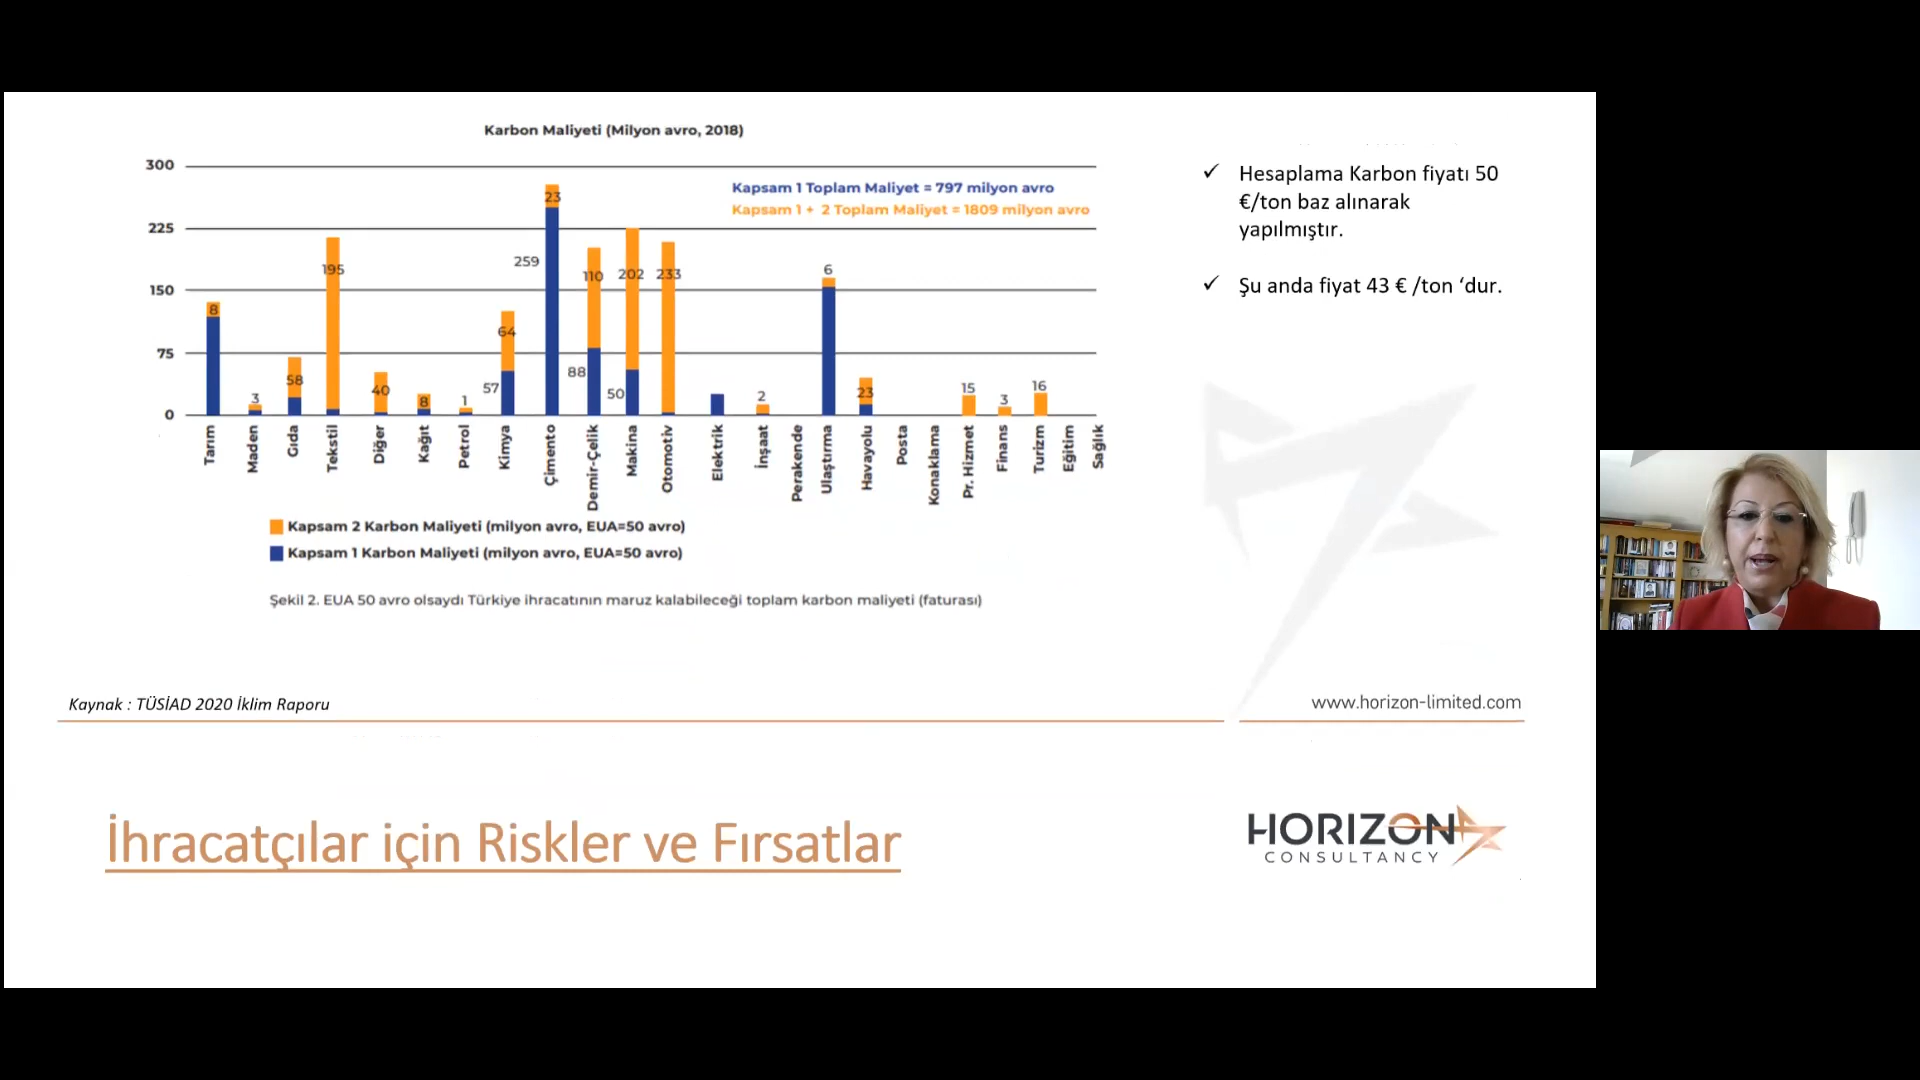 Karbon Maliyeti (Milyon avro, 2018)
300
225
150
75
0
Kapsam 1 Toplam Maliyet = 797 milyon avro
Kapsam 1 + 2 Toplam Maliyet = 1809 milyon avro
8
3
58
195
40
8
1
57
64
259
23
88
110
50
202
233
2
6
23
15
3
16
Tarım
Maden
Gıda
Tekstil
Diğer
Kağıt
Petrol
Kimya
Çimento
Demir-Çelik
Makina
Otomotiv
Elektrik
İnşaat
Perakende
Ulaştırma
Havayolu
Posta
Konaklama
Pr. Hizmet
Finans
Turizm
Eğitim
Sağlık
Kapsam 2 Karbon Maliyeti (milyon avro, EUA=50 avro)
Kapsam 1 Karbon Maliyeti (milyon avro, EUA=50 avro)
Şekil 2. EUA 50 avro olsaydı Türkiye ihracatının maruz kalabileceği toplam karbon maliyeti (faturası)
✓ Hesaplama Karbon fiyatı 50
€/ton baz alınarak
yapılmıştır.
✓ Şu anda fiyat 43 € /ton ‘dur.
Kaynak : TÜSİAD 2020 İklim Raporu
www.horizon-limited.com
İhracatçılar için Riskler ve Fırsatlar
HORIZON
CONSULTANCY